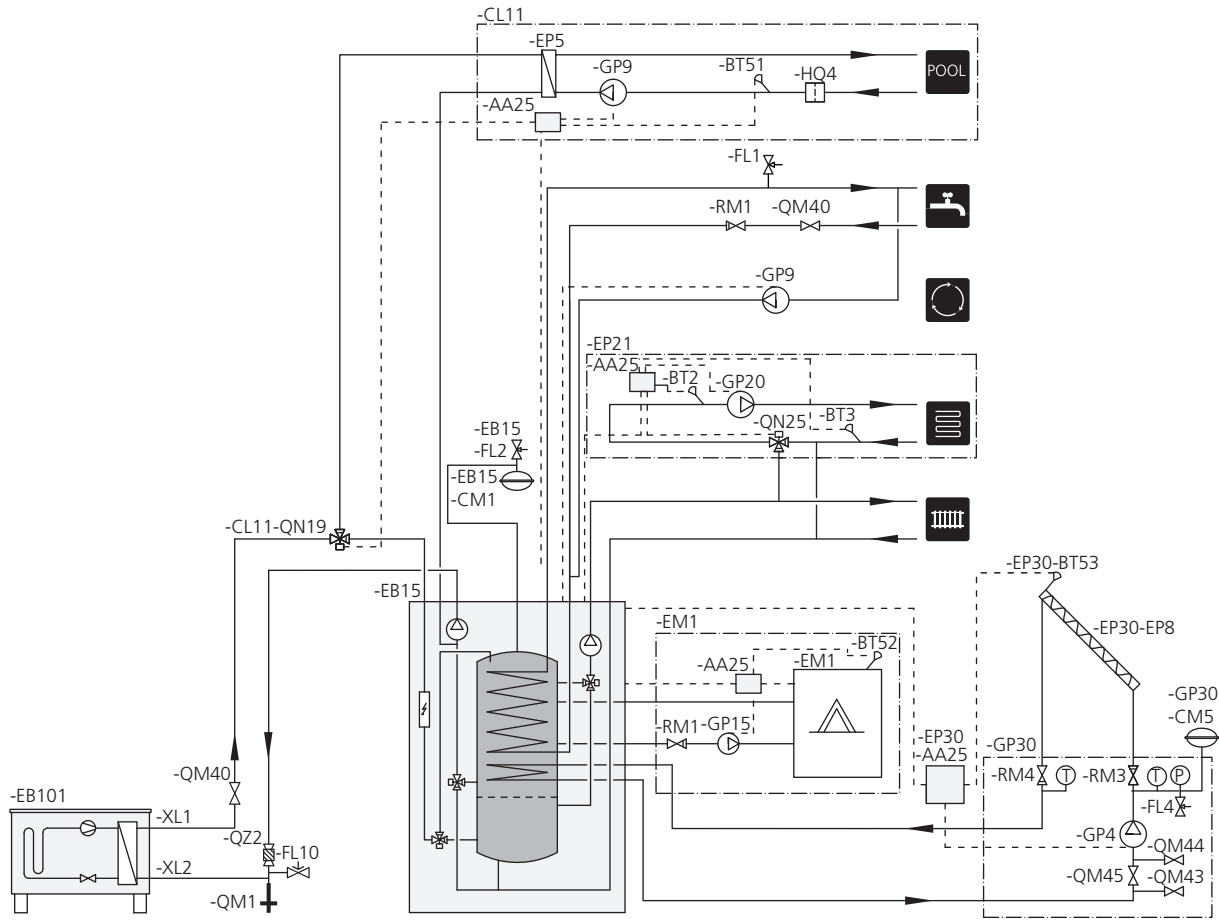 -CL11
-EP5
-GP9
-BT51
-HQ4
POOL
-AA25
-FL1
-RM1
-QM40
-GP9
-EP21
-AA25
-BT2
-GP20
-QN25
-BT3
-EB15
-FL2
-EB15
-CM1
-CL11-QN19
-EB15
-EP30-BT53
-EM1
-BT52
-EP30-EP8
-AA25
-EM1
-GP30
-CM5
-RM1
-GP15
-EP30
-AA25
-GP30
-RM4
T
-RM3
T
P
-QM40
-EB101
-FL4
-XL1
-QZ2
-GP4
-FL10
-QM44
-XL2
-QM45
-QM43
-QM1